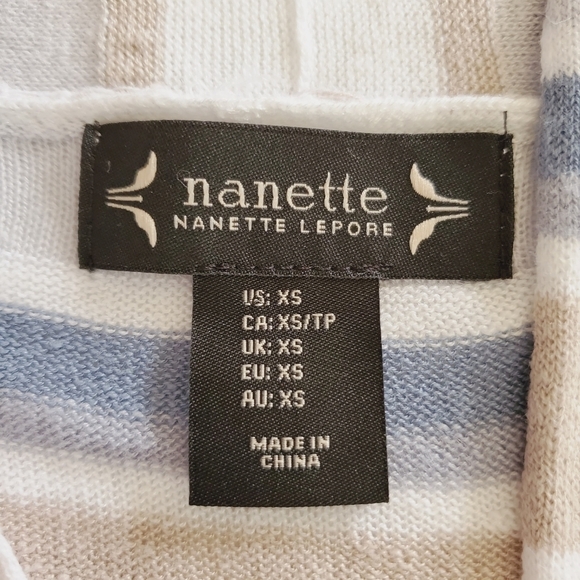 nanette
NANETTE LEPORE
US: XS
CA: XS/TP
UK: XS
EU: XS
AU: XS
MADE IN
CHINA